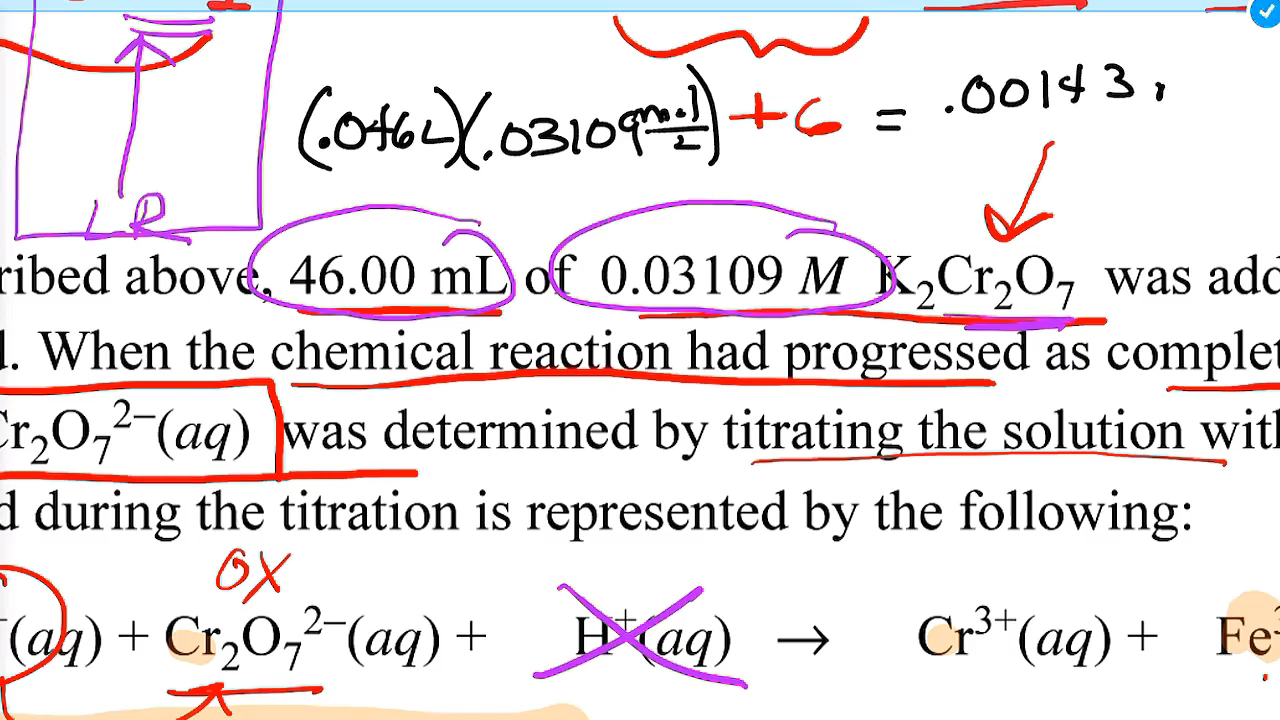 (.046L)(.03109 mol/L) +6 = .00143
LR
ribed above, 46.00 mL of 0.03109 M K₂Cr₂O₇ was add
d. When the chemical reaction had progressed as complet
Cr₂O₇²⁻(aq) was determined by titrating the solution with
d during the titration is represented by the following:
OX
(aq) + Cr₂O₇²⁻(aq) + H⁺(aq) → Cr³⁺(aq) + Fe³